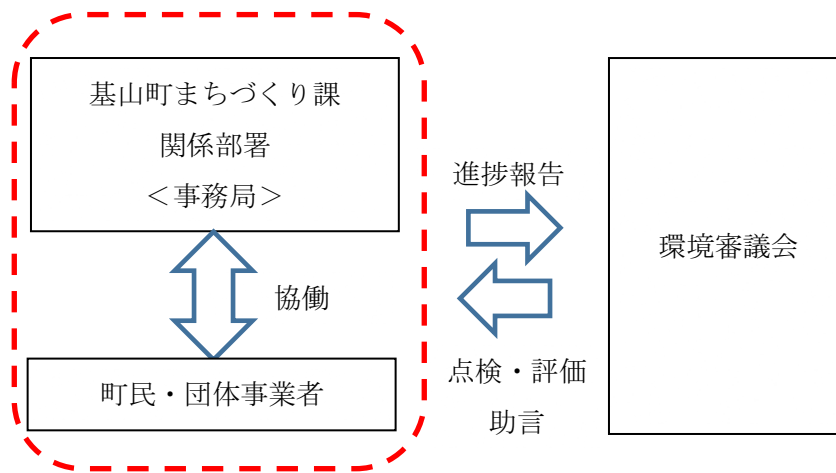 基山町まちづくり課
関係部署
＜事務局＞
協働
町民・団体事業者
進捗報告
点検・評価
助言
環境審議会